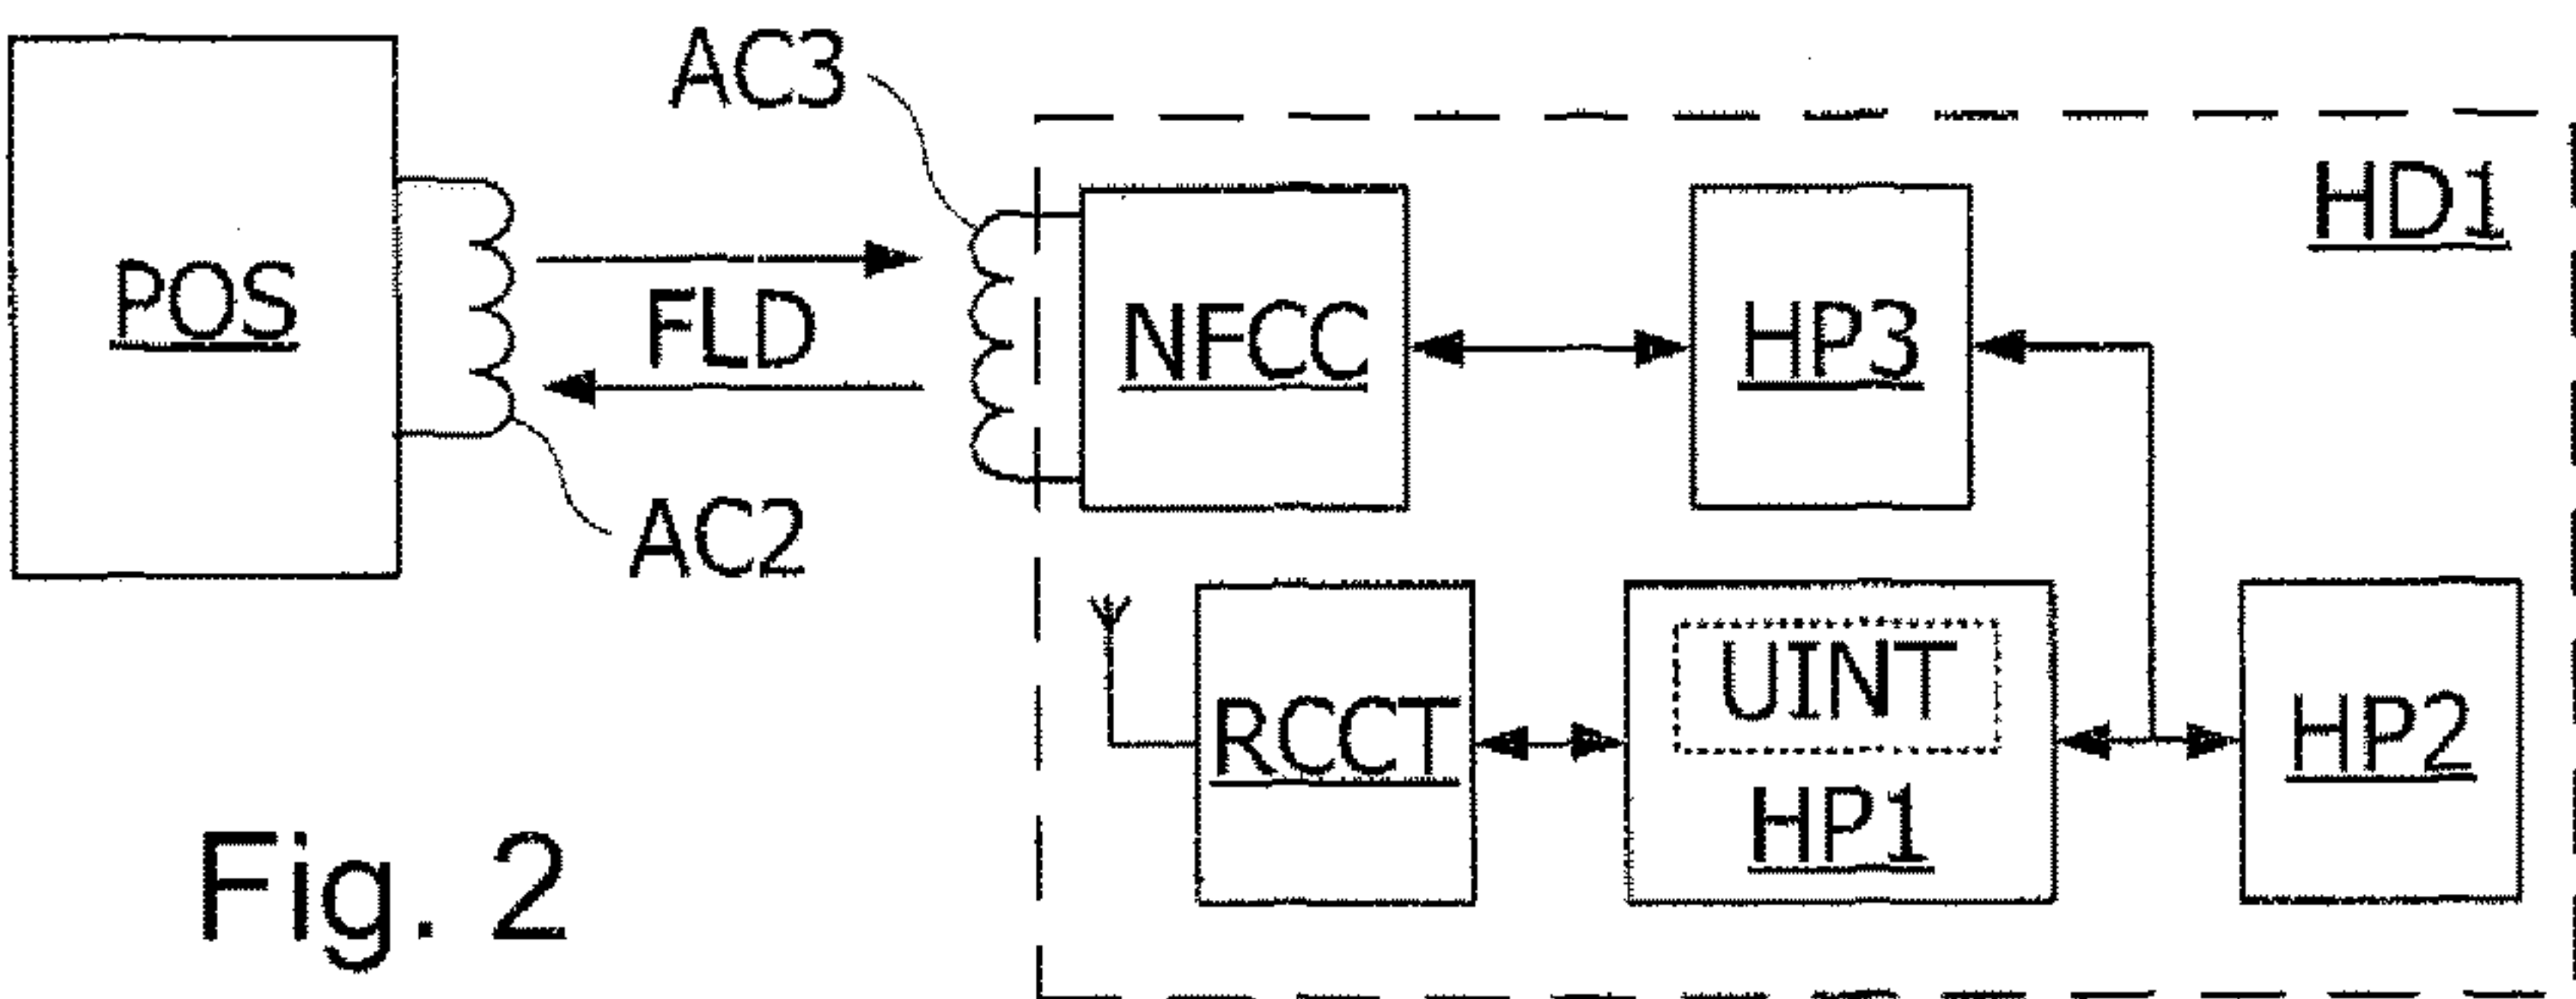 AC3
HD1
POS
FLD
NFCC
HP3
AC2
UINT
RCCT
HP1
HP2
Fig. 2